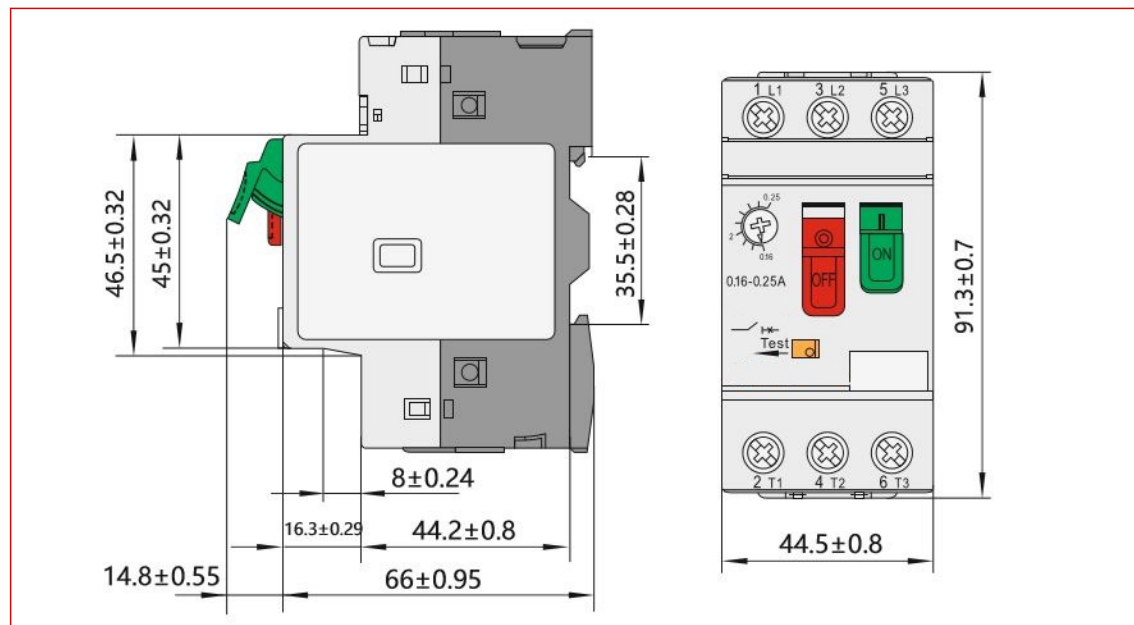 46.5±0.32
45±0.32
35.5±0.28
8±0.24
16.3±0.29
44.2±0.8
14.8±0.55
66±0.95
1 L1 3 L2 5 L3
0.25
2
0.16
0.16-0.25A
OFF
ON
Test
2 T1 4 T2 6 T3
91.3±0.7
44.5±0.8